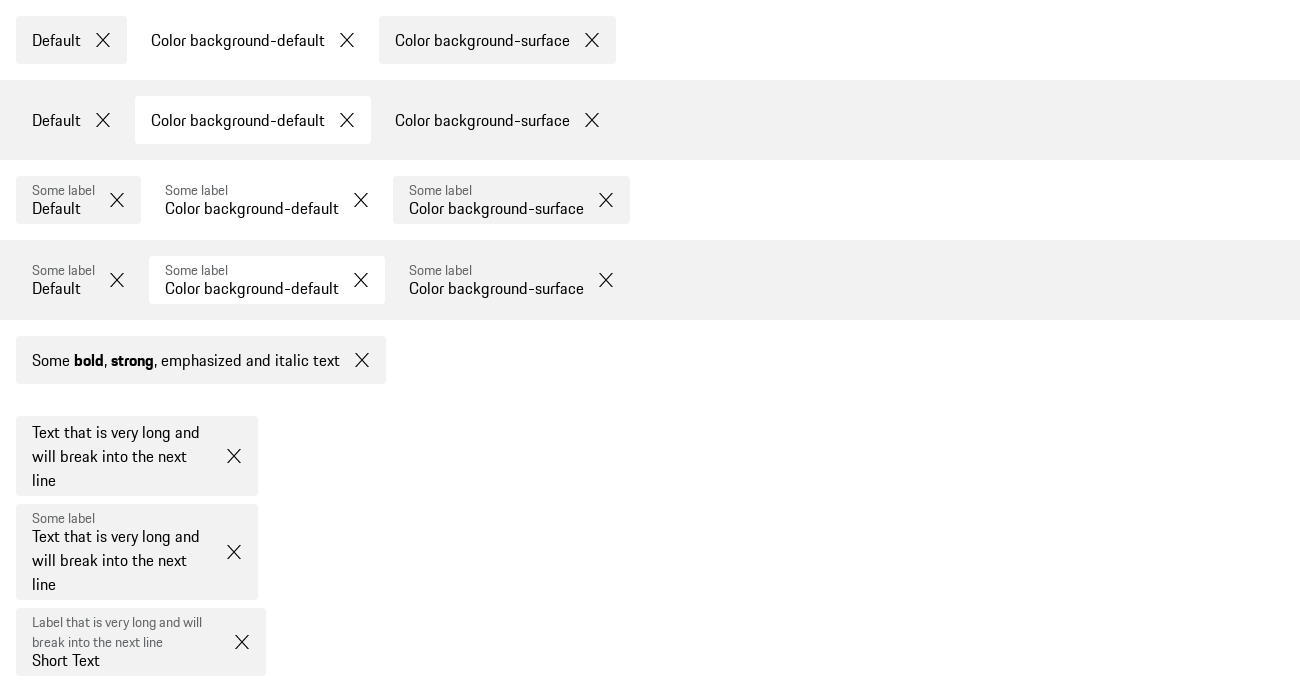 Default Color background-default Color background-surface
Default Color background-default Color background-surface
Some label Some label Some label
Default Color background-default Color background-surface
Some label Some label Some label
Default Color background-default Color background-surface
Some bold, strong, emphasized and italic text
Text that is very long and
will break into the next
line
Some label
Text that is very long and
will break into the next
line
Label that is very long and will
break into the next line
Short Text